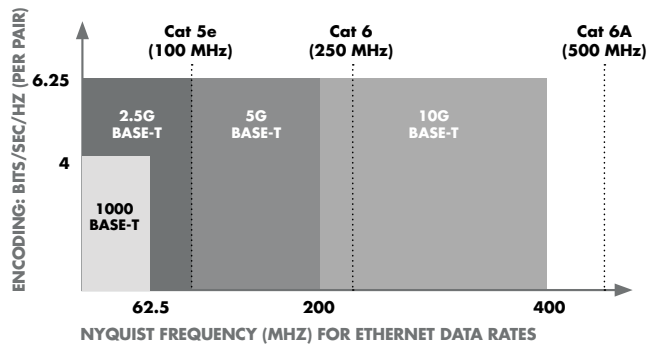 Cat 5e
(100 MHz)
Cat 6
(250 MHz)
Cat 6A
(500 MHz)
ENCODING: BITS/SEC/HZ (PER PAIR)
6.25
4
2.5G
BASE-T
5G
BASE-T
10G
BASE-T
1000
BASE-T
62.5
200
400
NYQUIST FREQUENCY (MHZ) FOR ETHERNET DATA RATES